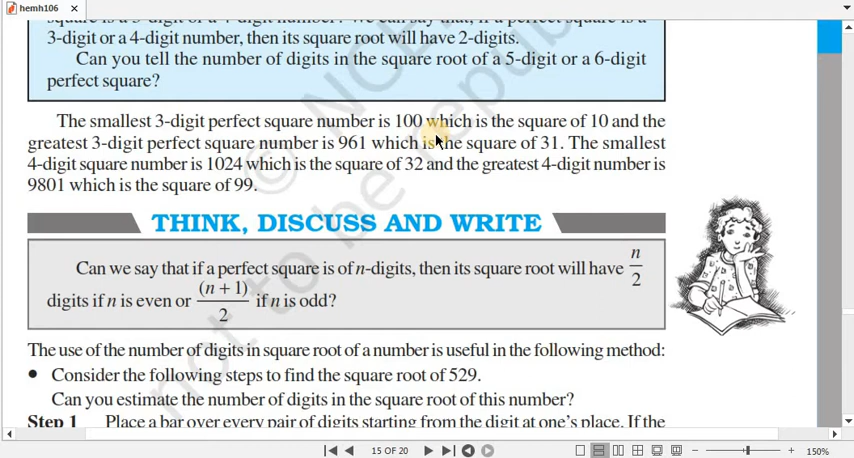 hemh106
3-digit or a 4-digit number, then its square root will have 2-digits.
Can you tell the number of digits in the square root of a 5-digit or a 6-digit
perfect square?
The smallest 3-digit perfect square number is 100 which is the square of 10 and the
greatest 3-digit perfect square number is 961 which is the square of 31. The smallest
4-digit square number is 1024 which is the square of 32 and the greatest 4-digit number is
9801 which is the square of 99.
THINK, DISCUSS AND WRITE
Can we say that if a perfect square is of n-digits, then its square root will have n/2
digits if n is even or (n + 1)/2 if n is odd?
The use of the number of digits in square root of a number is useful in the following method:
• Consider the following steps to find the square root of 529.
Can you estimate the number of digits in the square root of this number?
Step 1 Place a bar over every pair of digits starting from the digit at one's place. If the
not to be republ
15 OF 20
150%